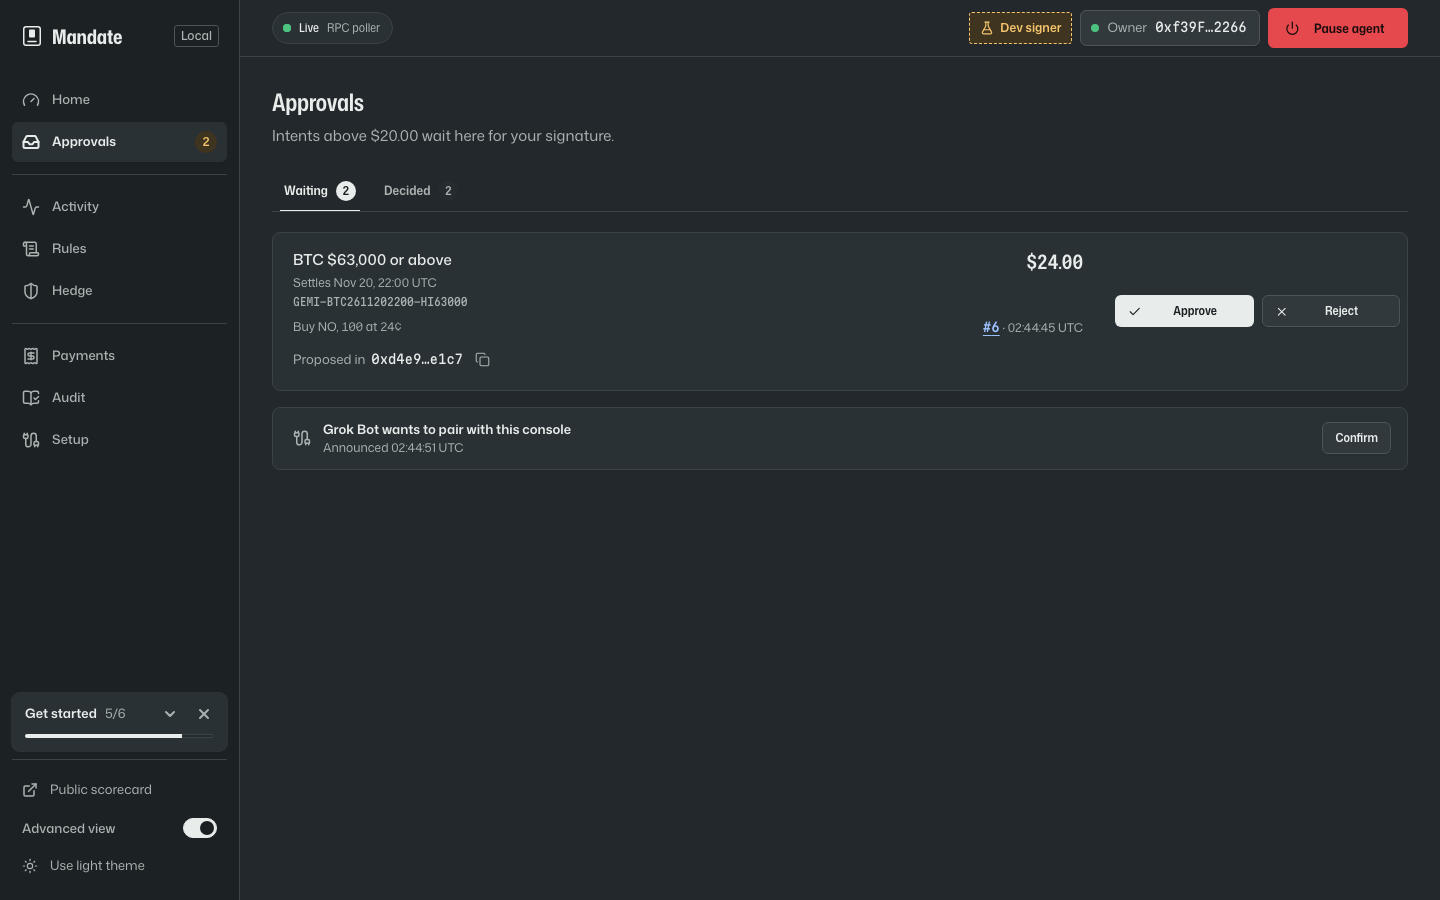 Mandate
Local
Home
Approvals 2
Activity
Rules
Hedge
Payments
Audit
Setup
Get started 5/6
Public scorecard
Advanced view
Use light theme
Live RPC poller
Dev signer
Owner 0xf39F…2266
Pause agent
Approvals
Intents above $20.00 wait here for your signature.
Waiting 2
Decided 2
BTC $63,000 or above
$24.00
Settles Nov 20, 22:00 UTC
GEMI-BTC2611202200-HI63000
Buy NO, 100 at 24¢
#6 · 02:44:45 UTC
Approve
Reject
Proposed in 0xd4e9…e1c7
Grok Bot wants to pair with this console
Announced 02:44:51 UTC
Confirm